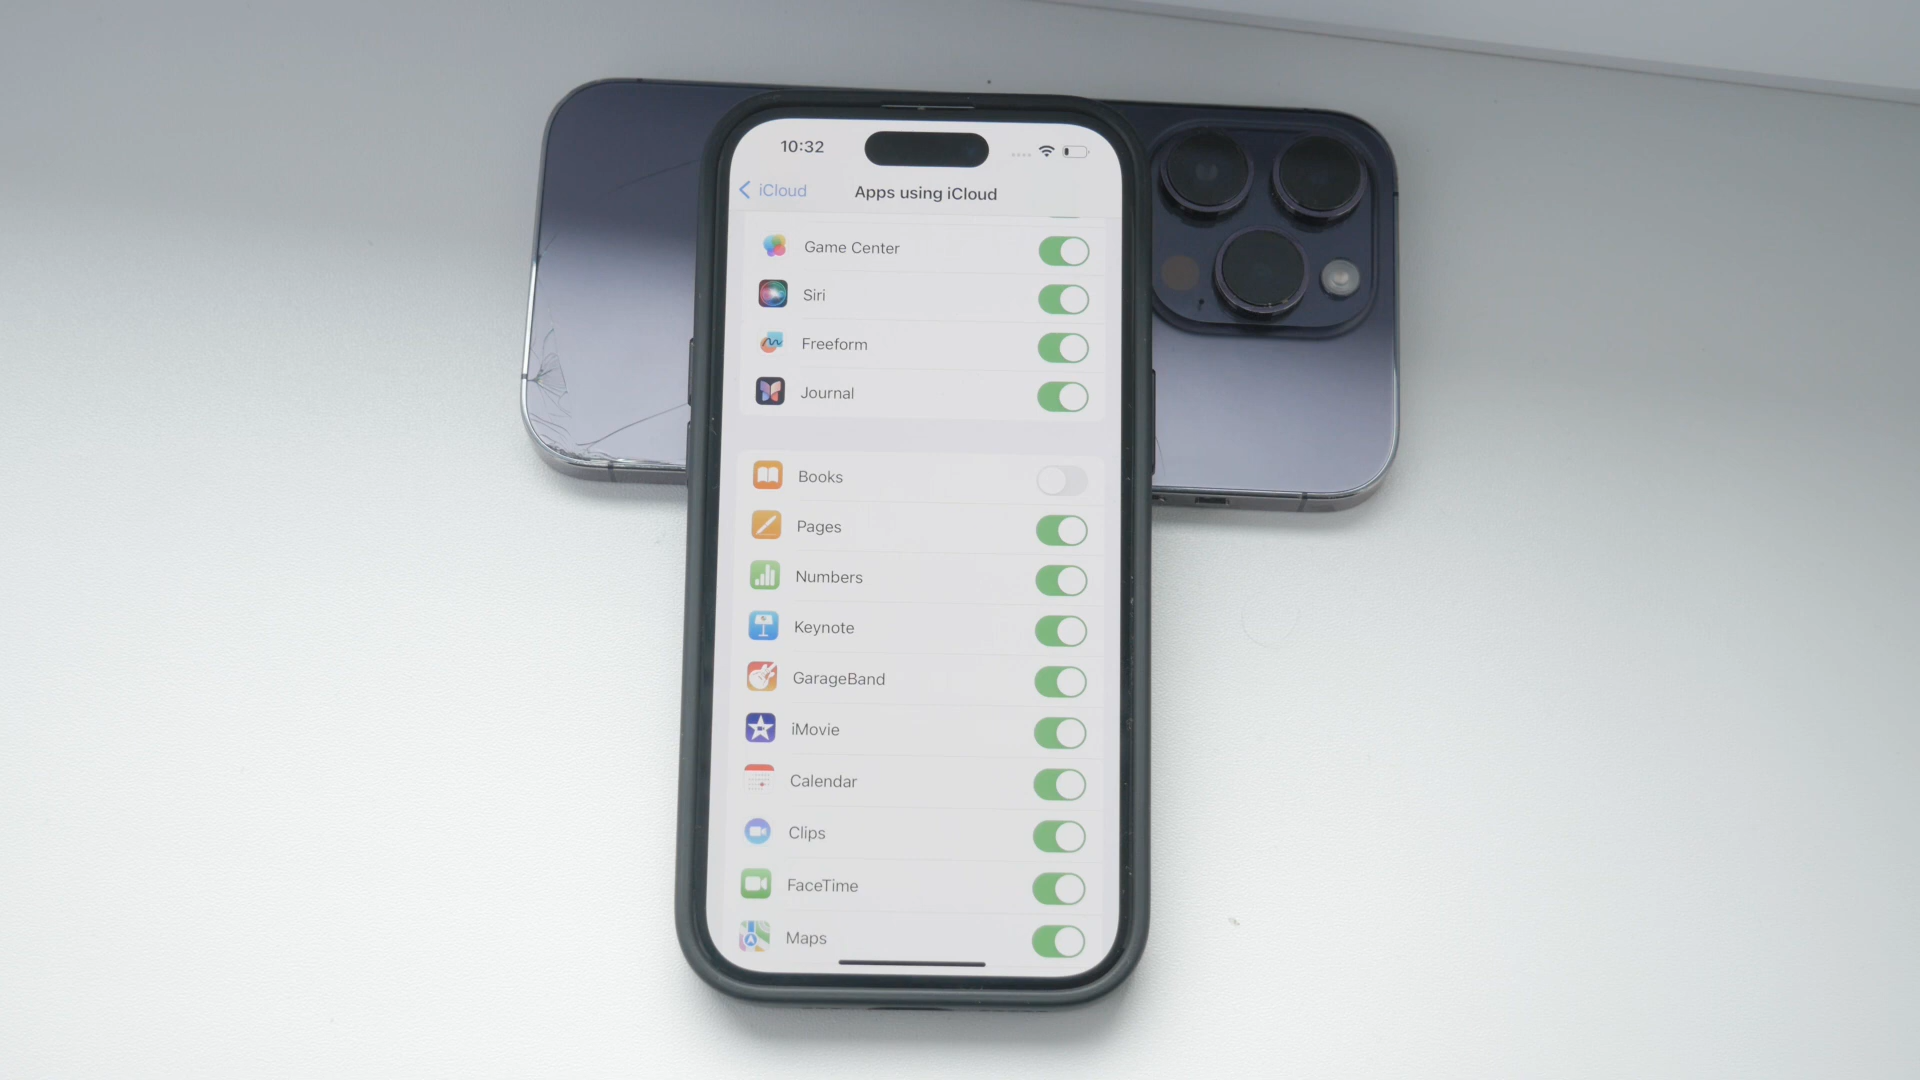 10:32
iCloud
Apps using iCloud
Game Center
Siri
Freeform
Journal
Books
Pages
Numbers
Keynote
GarageBand
iMovie
Calendar
Clips
FaceTime
Maps